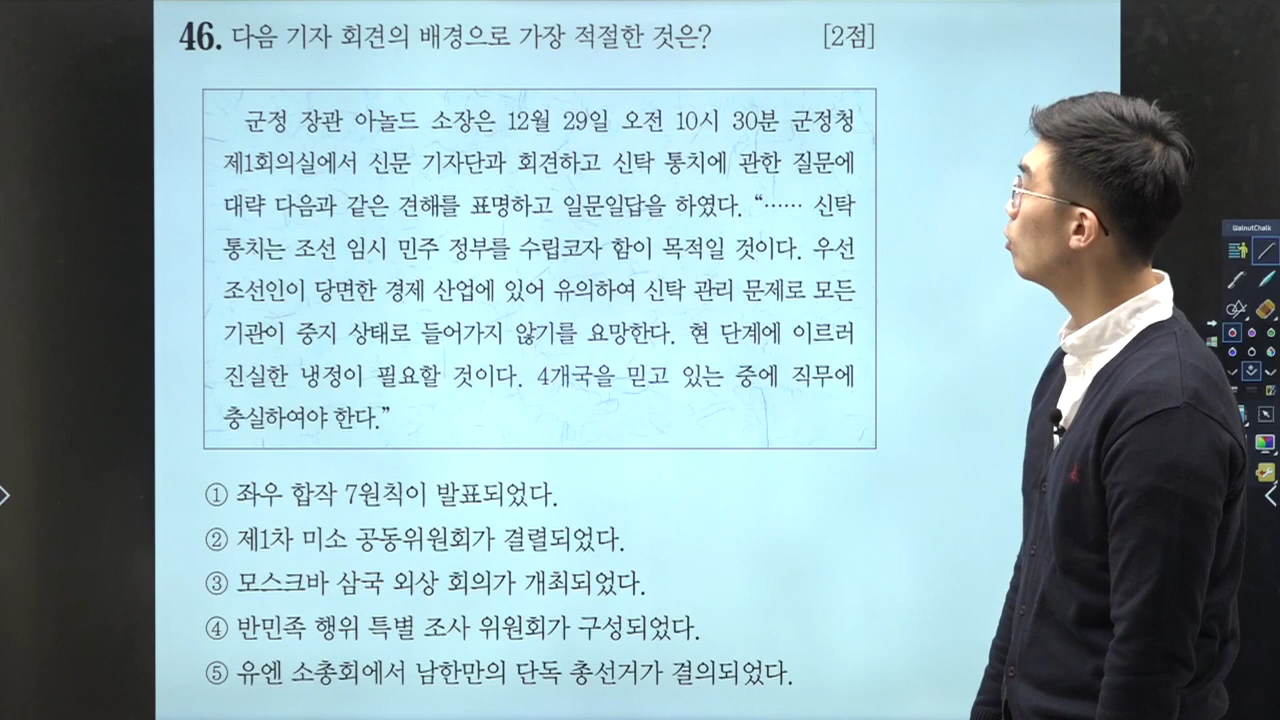 46. 다음 기자 회견의 배경으로 가장 적절한 것은? [2점]
군정 장관 아놀드 소장은 12월 29일 오전 10시 30분 군정청
제1회의실에서 신문 기자단과 회견하고 신탁 통치에 관한 질문에
대략 다음과 같은 견해를 표명하고 일문일답을 하였다. “…… 신탁
통치는 조선 임시 민주 정부를 수립코자 함이 목적일 것이다. 우선
조선인이 당면한 경제 산업에 있어 유의하여 신탁 관리 문제로 모든
기관이 중지 상태로 들어가지 않기를 요망한다. 현 단계에 이르러
진실한 냉정이 필요할 것이다. 4개국을 믿고 있는 중에 직무에
충실하여야 한다.”
① 좌우 합작 7원칙이 발표되었다.
② 제1차 미소 공동위원회가 결렬되었다.
③ 모스크바 삼국 외상 회의가 개최되었다.
④ 반민족 행위 특별 조사 위원회가 구성되었다.
⑤ 유엔 소총회에서 남한만의 단독 총선거가 결의되었다.
WalnutChalk